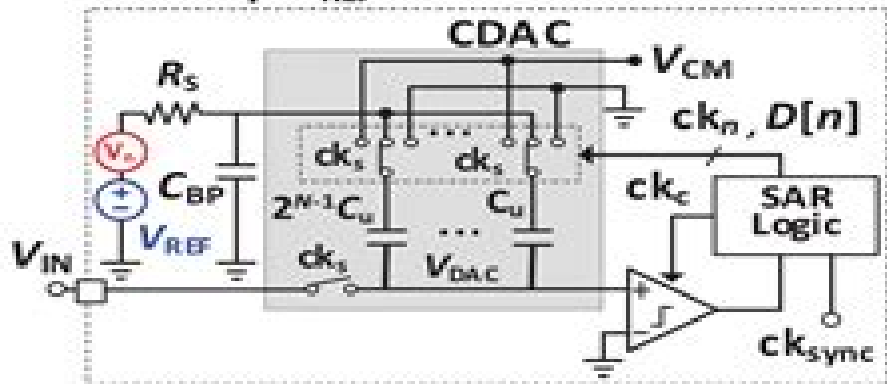 CDAC
R_S
V_CM
ck_n, D[n]
ck_s
ck_s
ck_c
C_BP
2^{N-1}C_u
C_u
SAR
Logic
V_REF
V_IN
ck_s
V_DAC
ck_sync